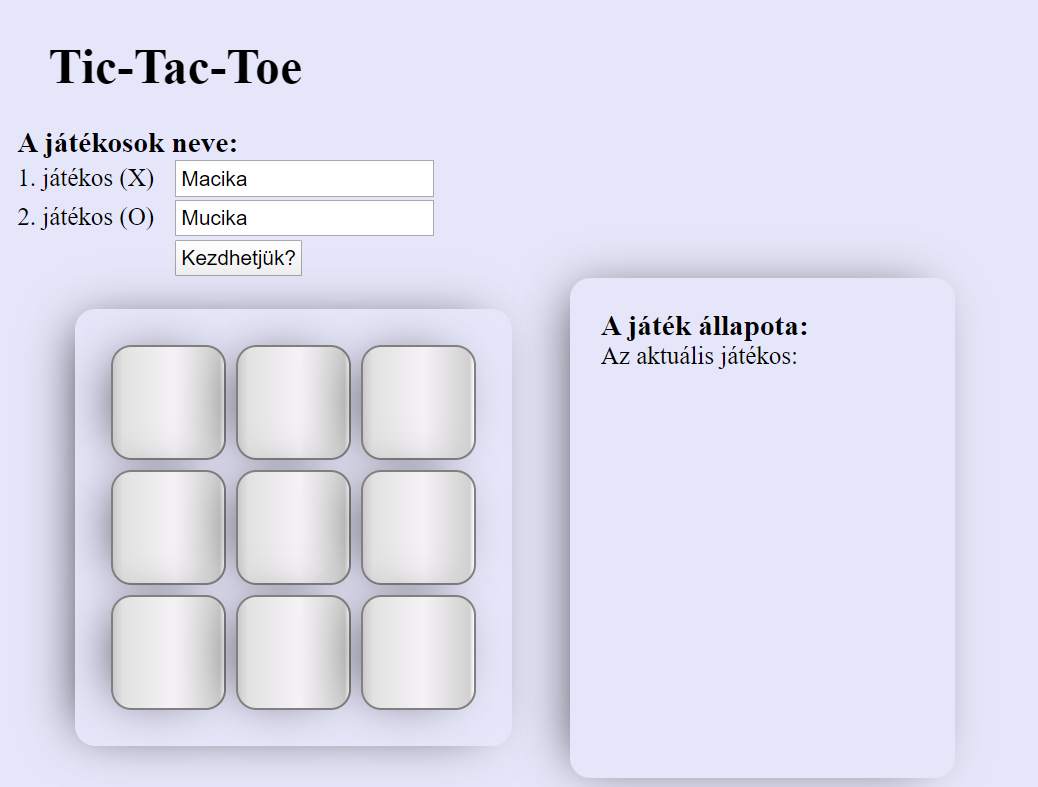 Tic-Tac-Toe
A játékosok neve:
1. játékos (X) Macika
2. játékos (O) Mucika
Kezdhetjük?
A játék állapota:
Az aktuális játékos: